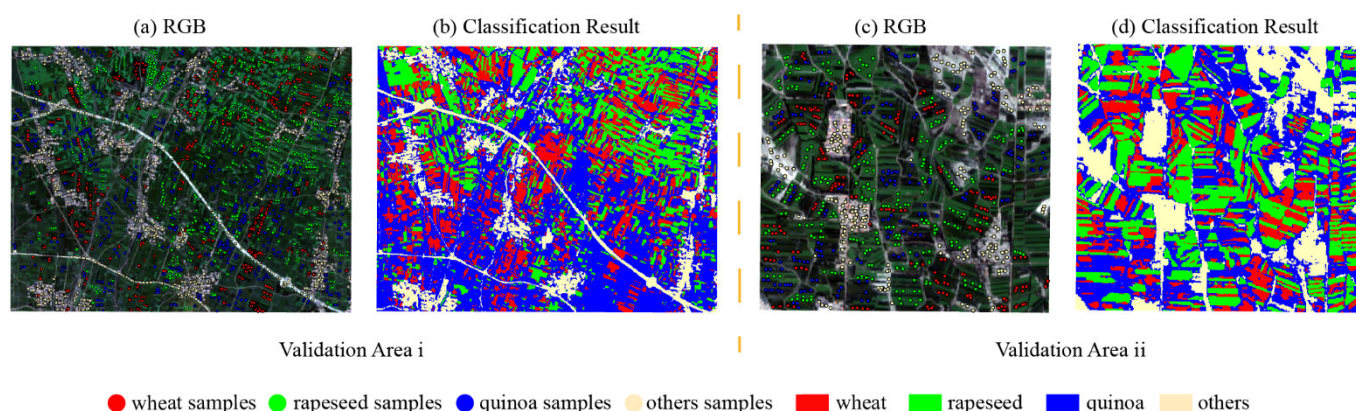 (a) RGB
(b) Classification Result
(c) RGB
(d) Classification Result
Validation Area i
Validation Area ii
wheat samples rapeseed samples quinoa samples others samples wheat rapeseed quinoa others